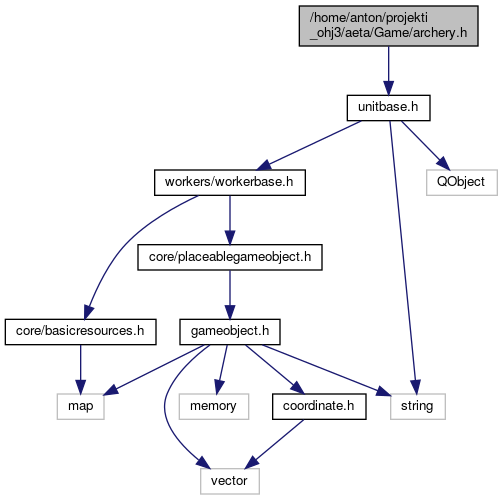 /home/anton/projekti
_ohj3/aeta/Game/archery.h
unitbase.h
workers/workerbase.h
QObject
core/placeablegameobject.h
core/basicresources.h
gameobject.h
map
memory
coordinate.h
string
vector